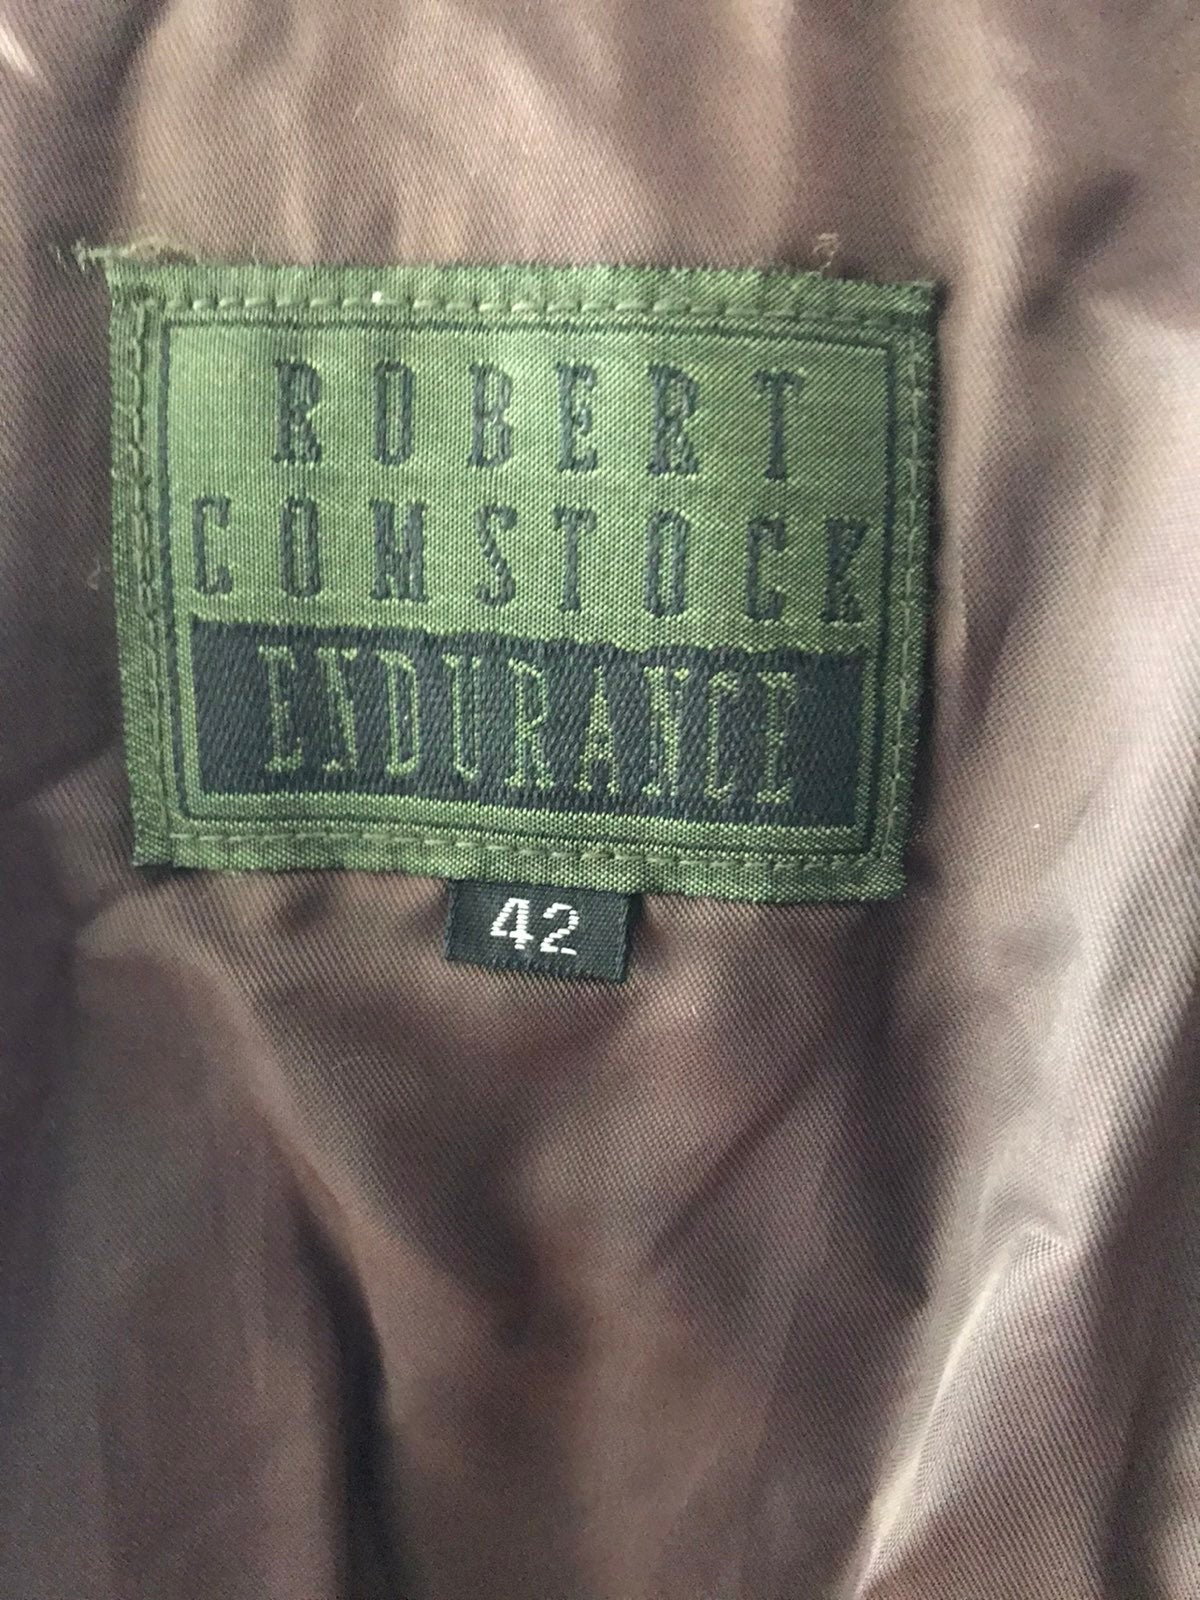 ROBERT
COMSTOCK
ENDURANCE
42